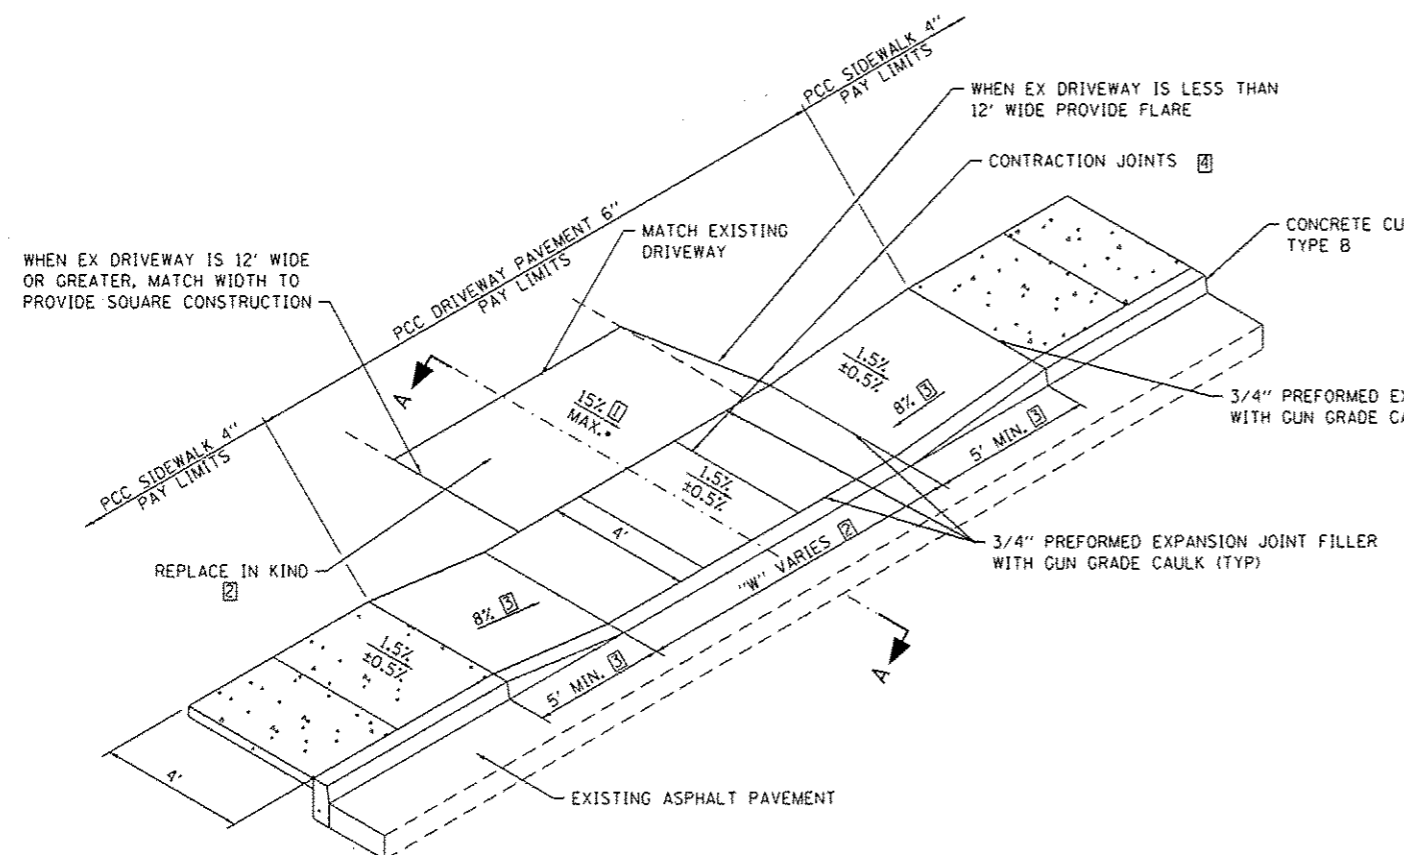 PCC SIDEWALK 4"
PAY LIMITS
WHEN EX DRIVEWAY IS LESS THAN
12' WIDE PROVIDE FLARE
CONTRACTION JOINTS 4
CONCRETE CU
TYPE B
PCC DRIVEWAY PAVEMENT 6"
PAY LIMITS
MATCH EXISTING
DRIVEWAY
WHEN EX DRIVEWAY IS 12' WIDE
OR GREATER, MATCH WIDTH TO
PROVIDE SQUARE CONSTRUCTION
1.5%
±0.5%
8% 3
3/4" PREFORMED EX
WITH GUN GRADE CA
A
15% 1
MAX.*
5' MIN. 3
PCC SIDEWALK 4"
PAY LIMITS
1.5%
±0.5%
4'
"W" VARIES 2
3/4" PREFORMED EXPANSION JOINT FILLER
WITH GUN GRADE CAULK (TYP)
REPLACE IN KIND
2
8% 3
1.5%
±0.5%
5' MIN. 3
A
4'
EXISTING ASPHALT PAVEMENT